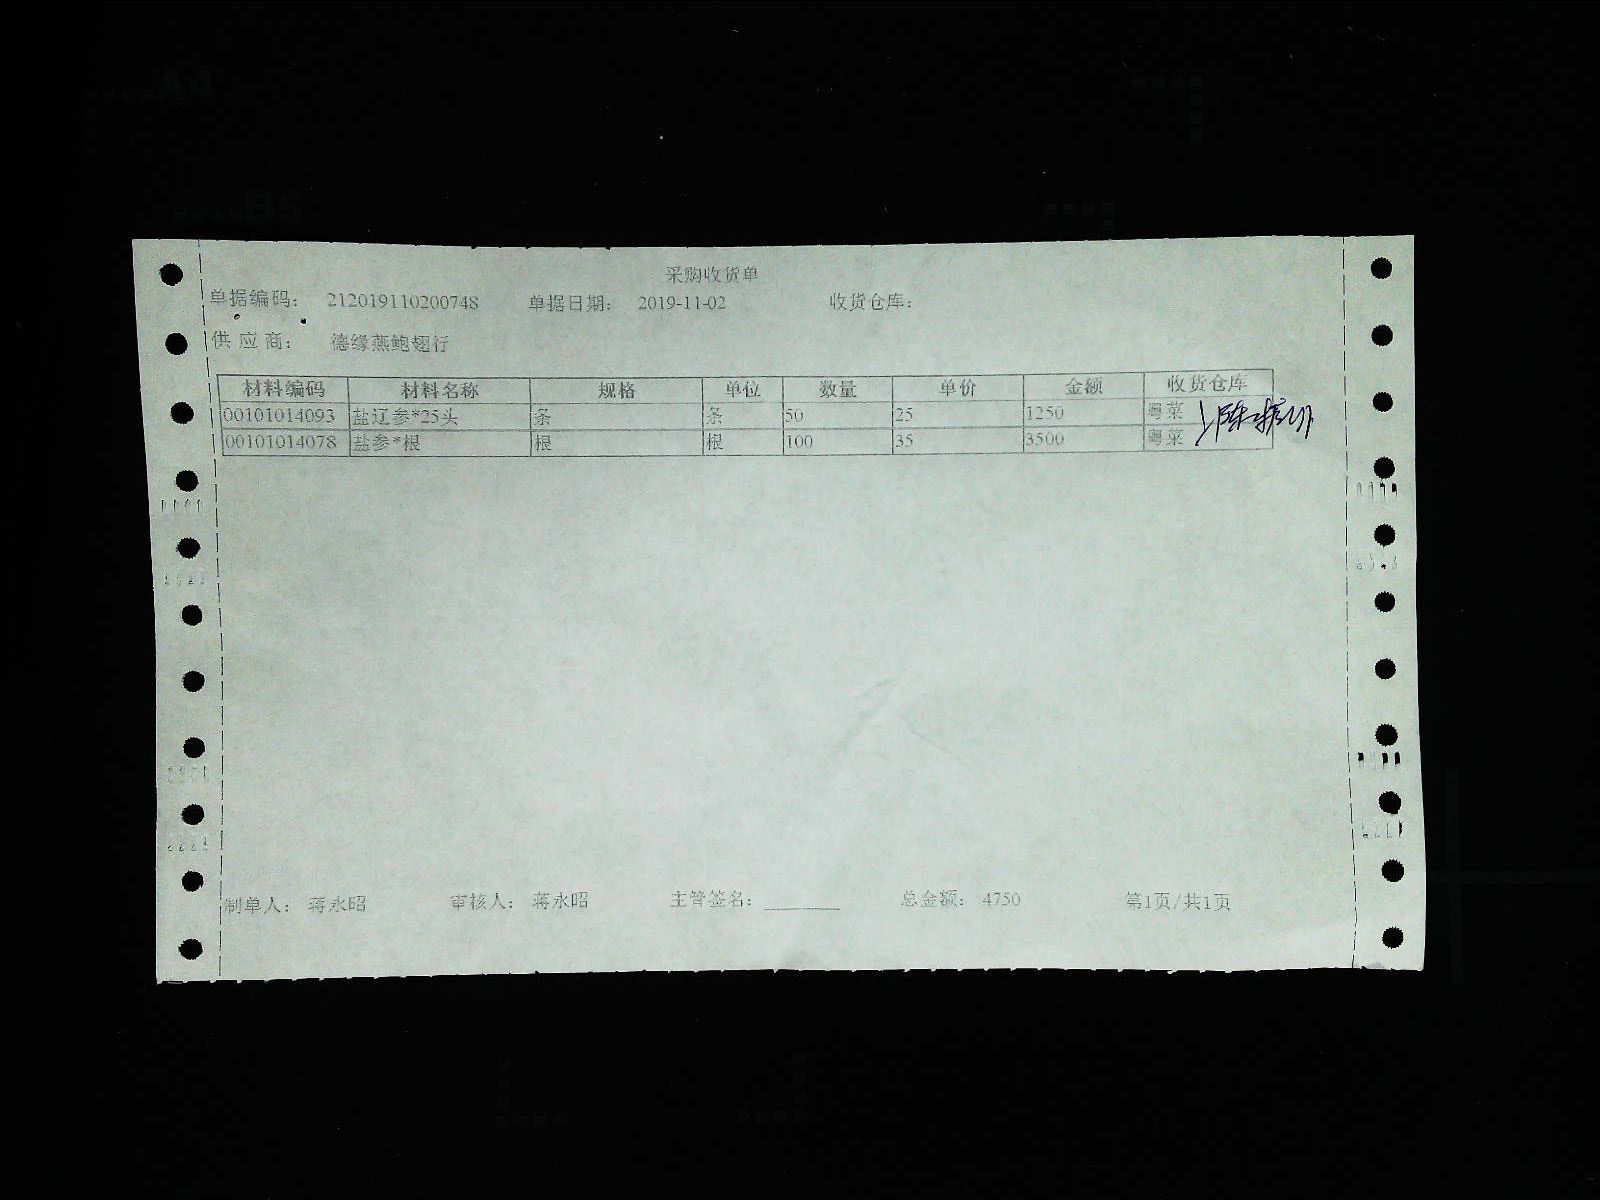 采购收货单
单据编码： 212019110200748 单据日期： 2019-11-02 收货仓库：
供应商： 德缘燕鲍翅行
材料编码 材料名称 规格 单位 数量 单价 金额 收货仓库
00101014093 盐辽参*25头 条 条 50 25 1250 粤菜
00101014078 盐参*根 根 根 100 35 3500 粤菜
制单人： 蒋永昭 审核人： 蒋永昭 主管签名： 总金额： 4750 第1页/共1页